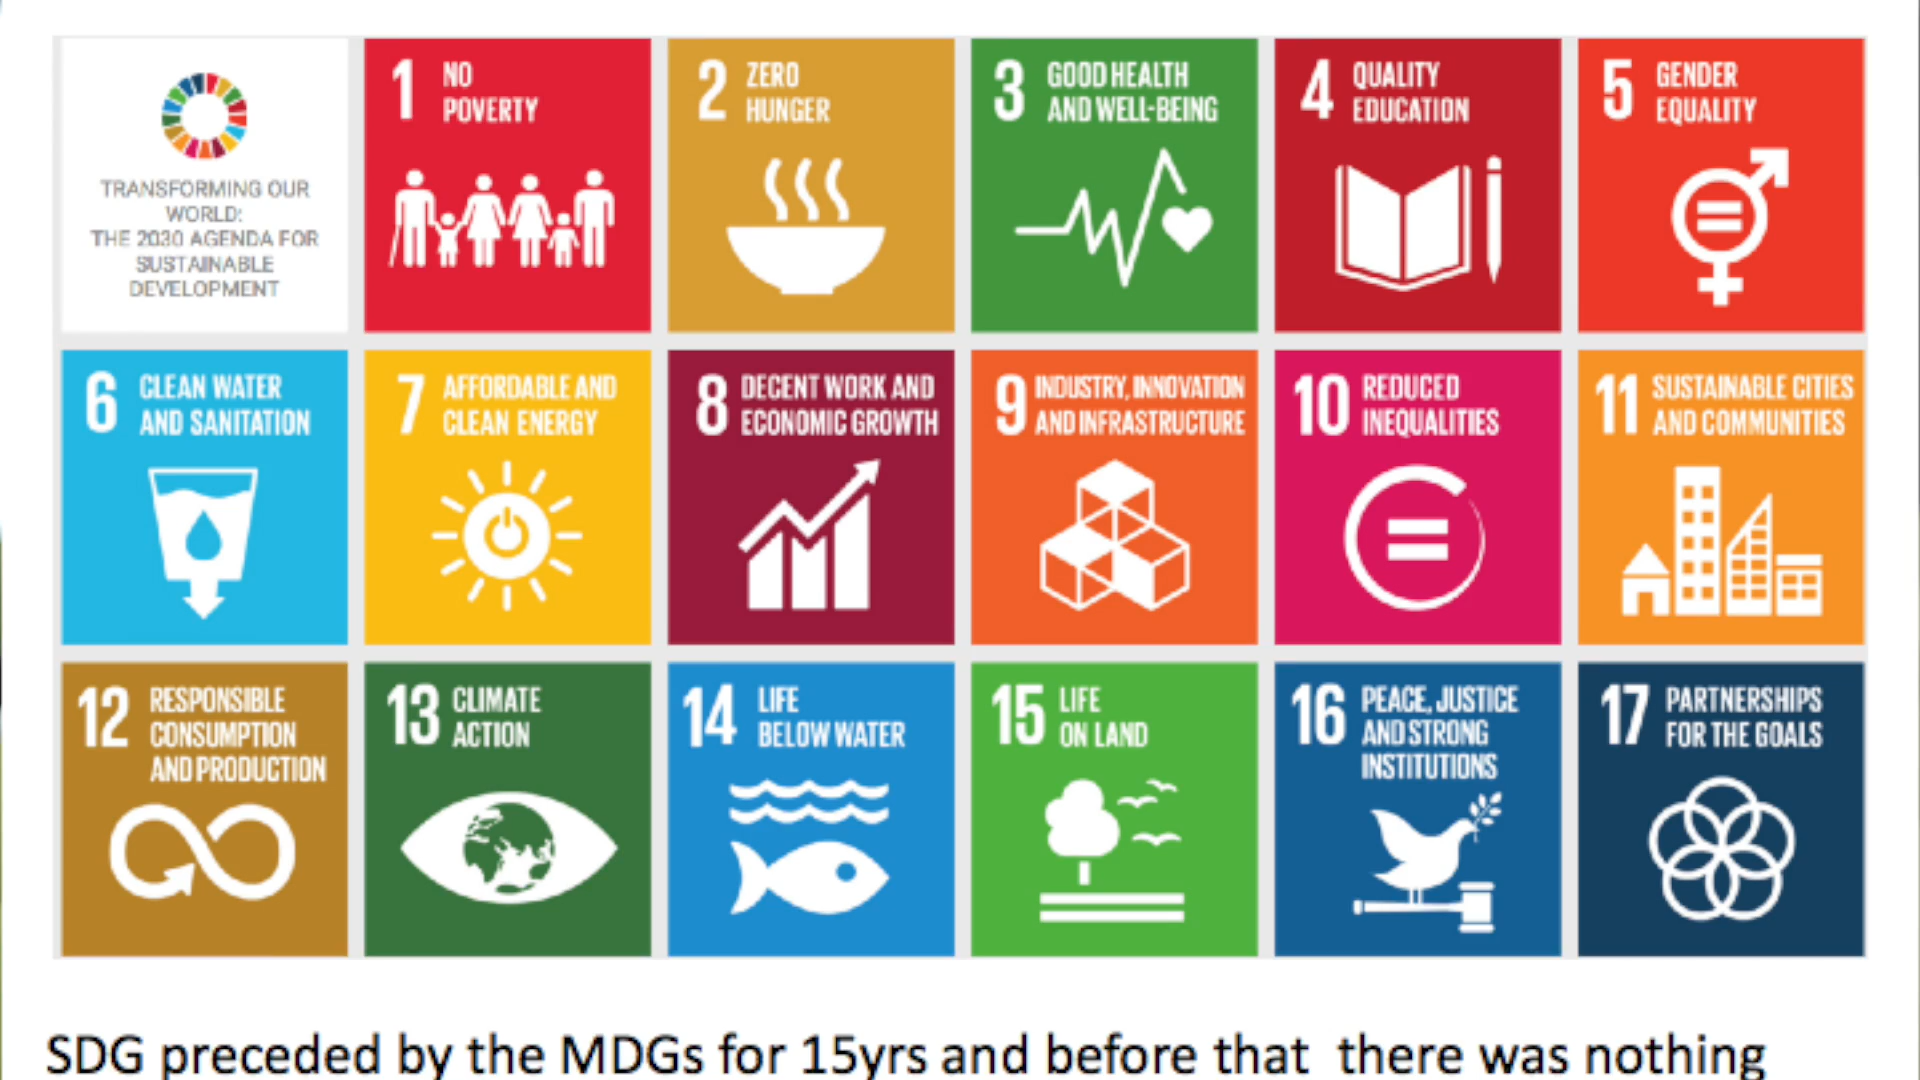 TRANSFORMING OUR
WORLD:
THE 2030 AGENDA FOR
SUSTAINABLE
DEVELOPMENT
1 NO
POVERTY
2 ZERO
HUNGER
3 GOOD HEALTH
AND WELL-BEING
4 QUALITY
EDUCATION
5 GENDER
EQUALITY
6 CLEAN WATER
AND SANITATION
7 AFFORDABLE AND
CLEAN ENERGY
8 DECENT WORK AND
ECONOMIC GROWTH
9 INDUSTRY, INNOVATION
AND INFRASTRUCTURE
10 REDUCED
INEQUALITIES
11 SUSTAINABLE CITIES
AND COMMUNITIES
12 RESPONSIBLE
CONSUMPTION
AND PRODUCTION
13 CLIMATE
ACTION
14 LIFE
BELOW WATER
15 LIFE
ON LAND
16 PEACE, JUSTICE
AND STRONG
INSTITUTIONS
17 PARTNERSHIPS
FOR THE GOALS
SDG preceded by the MDGs for 15yrs and before that there was nothing